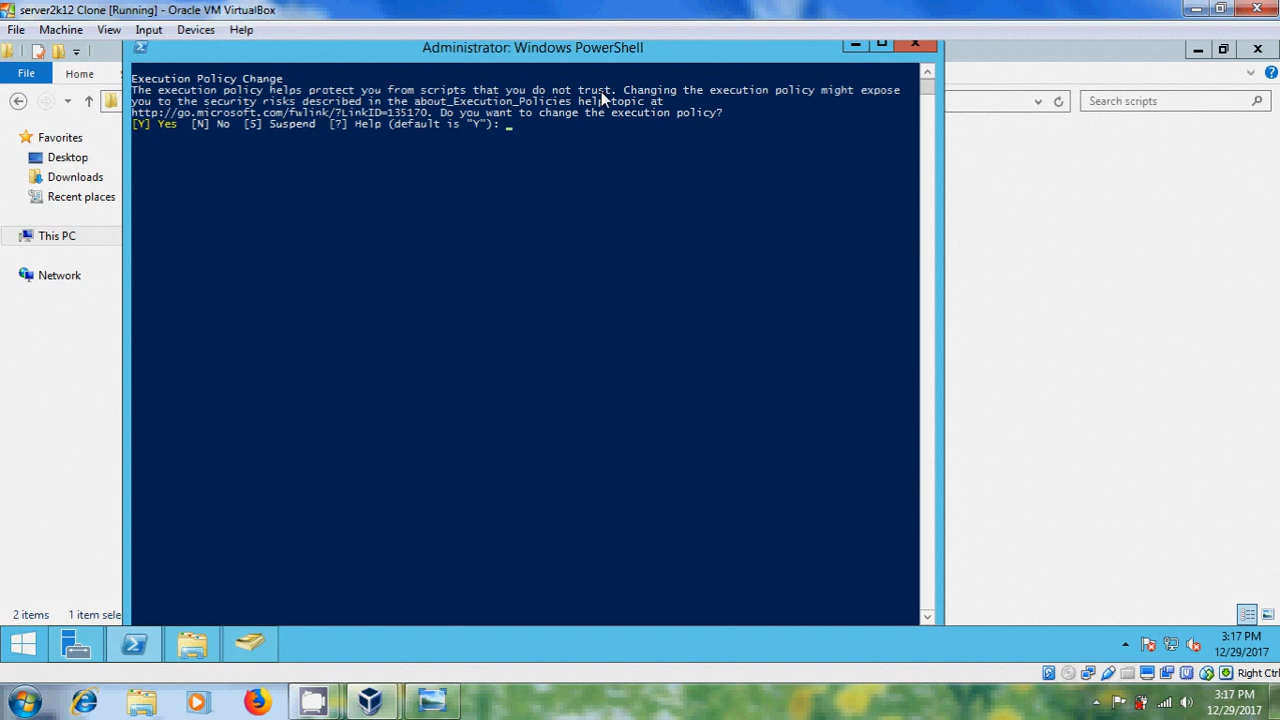 server2k12 Clone [Running] - Oracle VM VirtualBox
File Machine View Input Devices Help
Administrator: Windows PowerShell
File Home
Search scripts
Execution Policy Change
The execution policy helps protect you from scripts that you do not trust. Changing the execution policy might expose
you to the security risks described in the about_Execution_Policies help topic at
http://go.microsoft.com/fwlink/?LinkID=135170. Do you want to change the execution policy?
[Y] Yes [N] No [S] Suspend [?] Help (default is "Y"):
Favorites
Desktop
Downloads
Recent places
This PC
Network
2 items 1 item sele
3:17 PM
12/29/2017
Right Ctrl
3:17 PM
12/29/2017